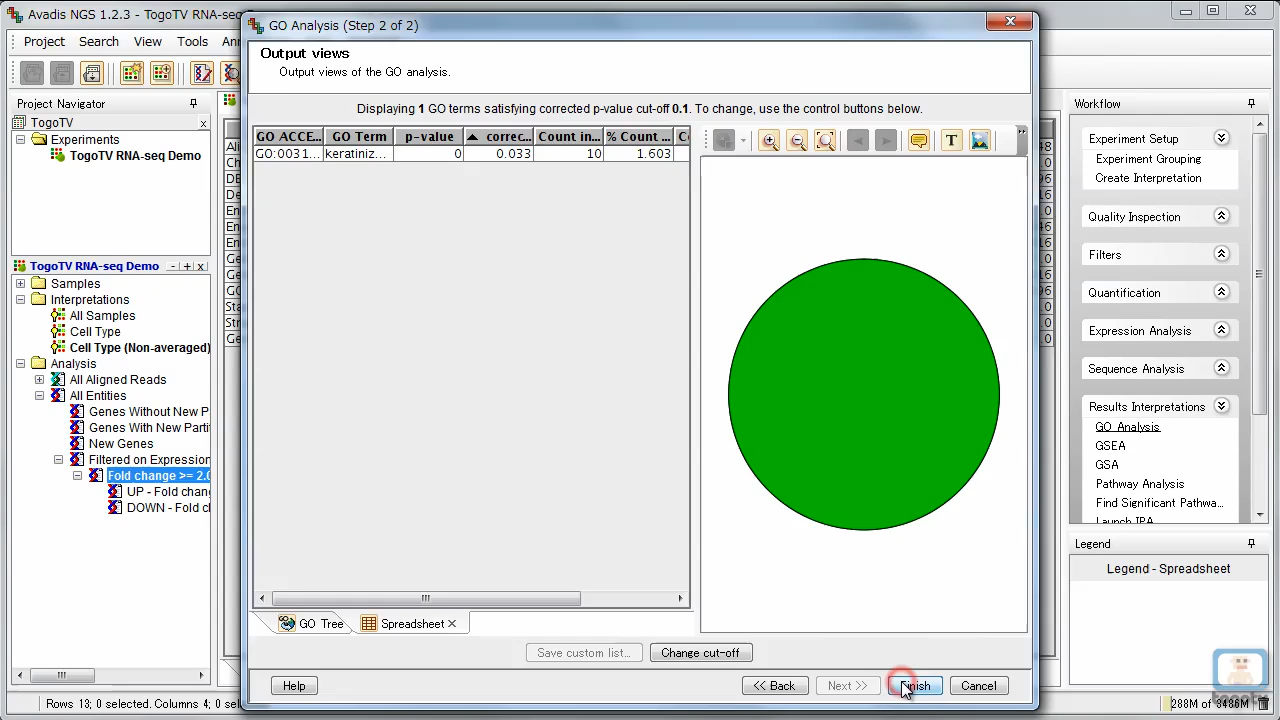 Avadis NGS 1.2.3 - TogoTV RNA-seq
Project Search View Tools
Project Navigator
TogoTV
Experiments
TogoTV RNA-seq Demo
TogoTV RNA-seq Demo
Samples
Interpretations
All Samples
Cell Type
Cell Type (Non-averaged)
Analysis
All Aligned Reads
All Entities
Genes Without New P
Genes With New Partit
New Genes
Filtered on Expression
Fold change >= 2.0
UP - Fold chang
DOWN - Fold c
Rows 13; 0 selected. Columns 4; 0
GO Analysis (Step 2 of 2)
Output views
Output views of the GO analysis.
Displaying 1 GO terms satisfying corrected p-value cut-off 0.1. To change, use the control buttons below.
GO ACCE... GO Term p-value correc... Count in... % Count ...
GO:0031... keratiniz... 0 0.033 10 1.603
T
GO Tree
Spreadsheet
Save custom list...
Change cut-off
Help
<< Back
Next >>
Finish
Cancel
Workflow
Experiment Setup
Experiment Grouping
Create Interpretation
Quality Inspection
Filters
Quantification
Expression Analysis
Sequence Analysis
Results Interpretations
GO Analysis
GSEA
GSA
Pathway Analysis
Find Significant Pathwa...
Launch IPA
Legend
Legend - Spreadsheet
togotv
288M of 3486M